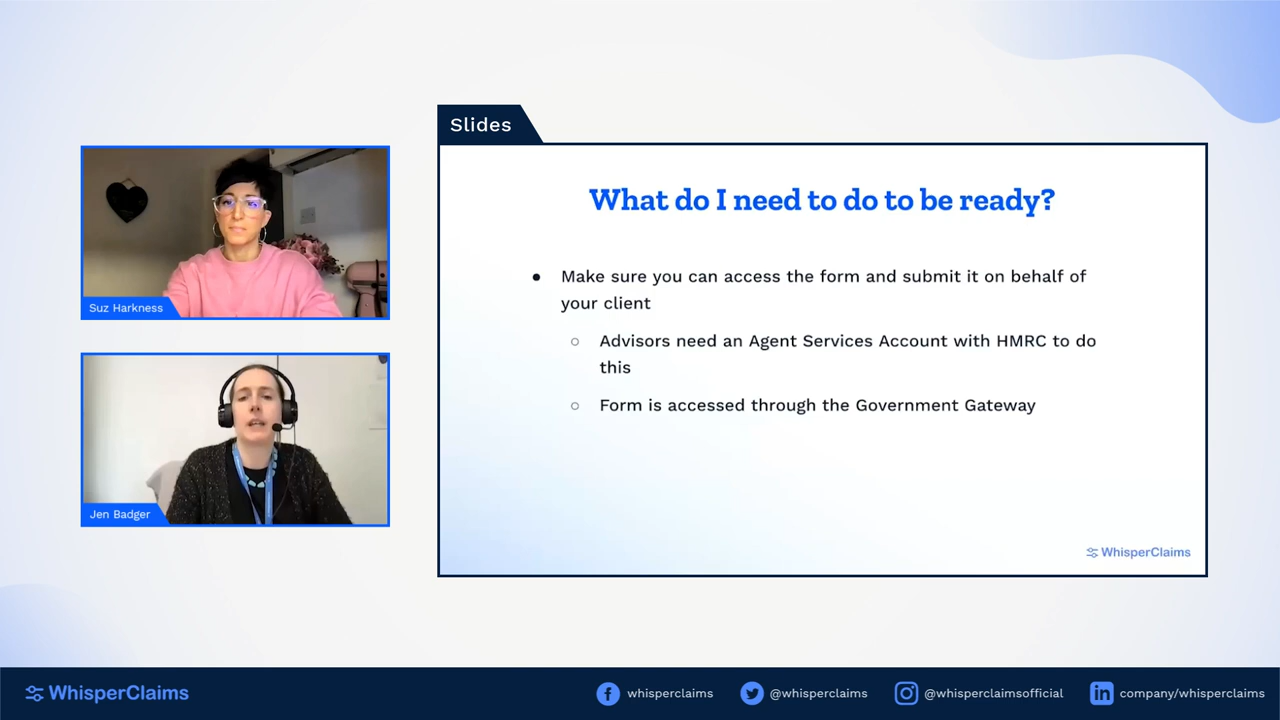 Slides
What do I need to do to be ready?
● Make sure you can access the form and submit it on behalf of
your client
○ Advisors need an Agent Services Account with HMRC to do
this
○ Form is accessed through the Government Gateway
WhisperClaims
Suz Harkness
Jen Badger
WhisperClaims
whisperclaims
@whisperclaims
@whisperclaimsofficial
company/whisperclaims